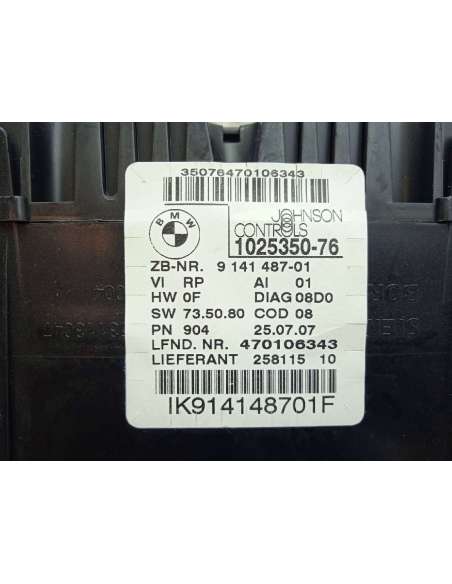 35076470106343
BMW
JOHNSON
CONTROLS
1025350-76
ZB-NR. 9 141 487-01
VI RP AI 01
HW 0F DIAG 08D0
SW 73.50.80 COD 08
PN 904 25.07.07
LFND. NR. 470106343
LIEFERANT 258115 10
IK914148701F